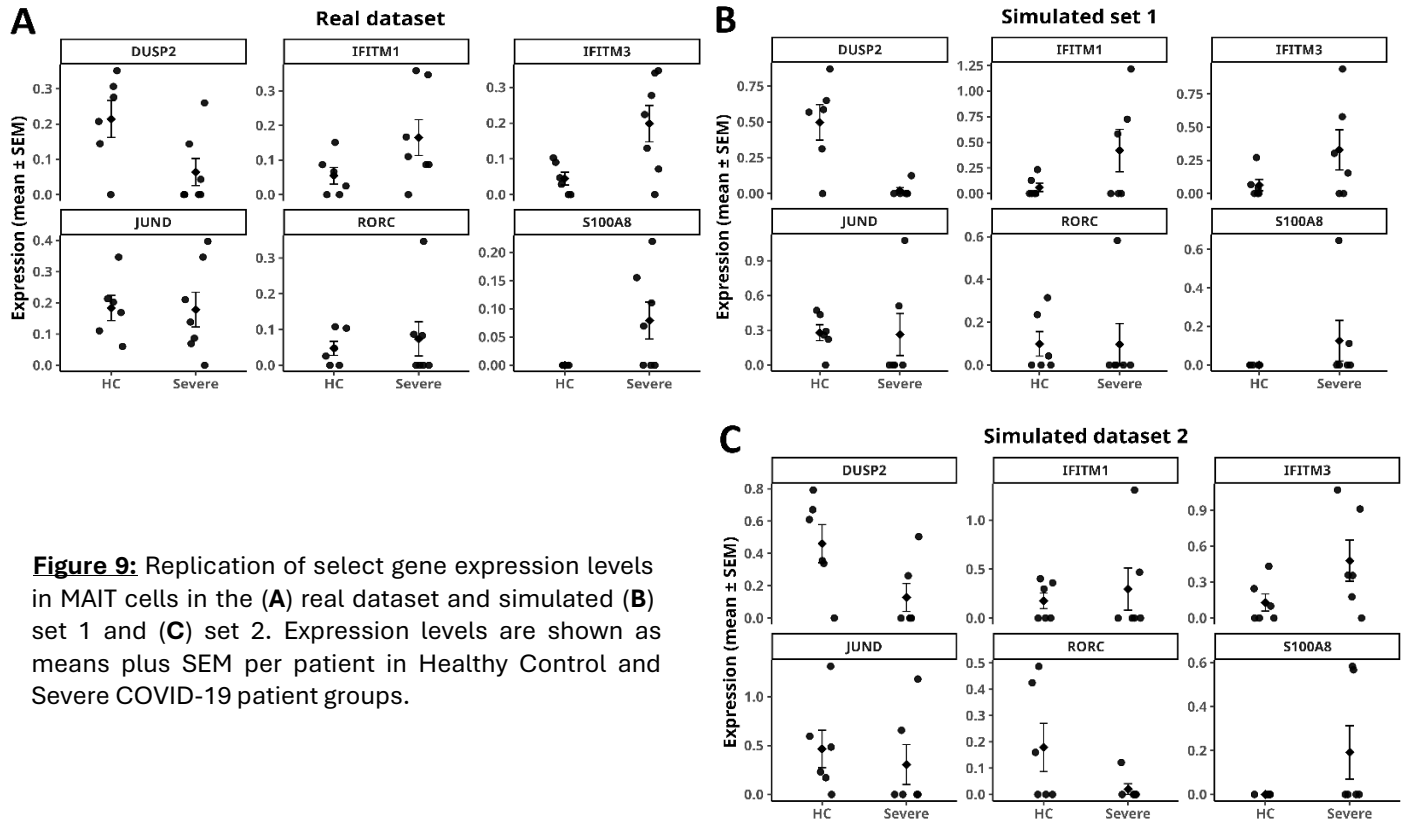 A
Real dataset
DUSP2
IFITM1
IFITM3
0.3
0.2
0.1
0.0
0.3
0.2
0.1
0.0
0.3
0.2
0.1
0.0
JUND
RORC
S100A8
0.4
0.3
0.2
0.1
0.0
0.3
0.2
0.1
0.0
0.20
0.15
0.10
0.05
0.00
HC
Severe
HC
Severe
HC
Severe
Expression (mean ± SEM)
B
Simulated set 1
DUSP2
IFITM1
IFITM3
0.75
0.50
0.25
0.00
1.25
1.00
0.75
0.50
0.25
0.00
0.75
0.50
0.25
0.00
JUND
RORC
S100A8
0.9
0.6
0.3
0.0
0.6
0.4
0.2
0.0
0.6
0.4
0.2
0.0
HC
Severe
HC
Severe
HC
Severe
Expression (mean ± SEM)
C
Simulated dataset 2
DUSP2
IFITM1
IFITM3
0.8
0.6
0.4
0.2
0.0
1.0
0.5
0.0
0.9
0.6
0.3
0.0
JUND
RORC
S100A8
1.0
0.5
0.0
0.5
0.4
0.3
0.2
0.1
0.0
0.6
0.4
0.2
0.0
HC
Severe
HC
Severe
HC
Severe
Expression (mean ± SEM)
Figure 9: Replication of select gene expression levels
in MAIT cells in the (A) real dataset and simulated (B)
set 1 and (C) set 2. Expression levels are shown as
means plus SEM per patient in Healthy Control and
Severe COVID-19 patient groups.